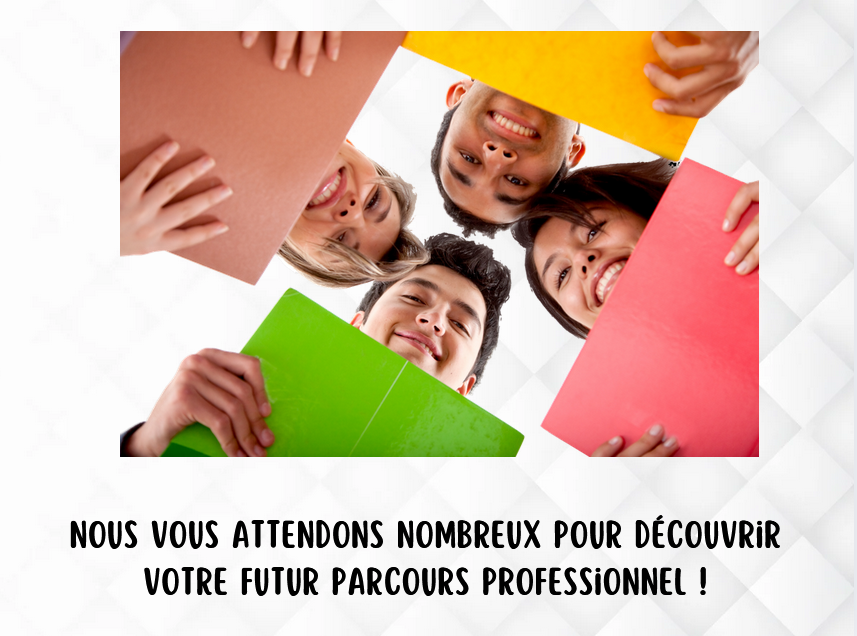 NOUS VOUS ATTENDONS NOMBREUX POUR DÉCOUVRIR
VOTRE FUTUR PARCOURS PROFESSIONNEL !